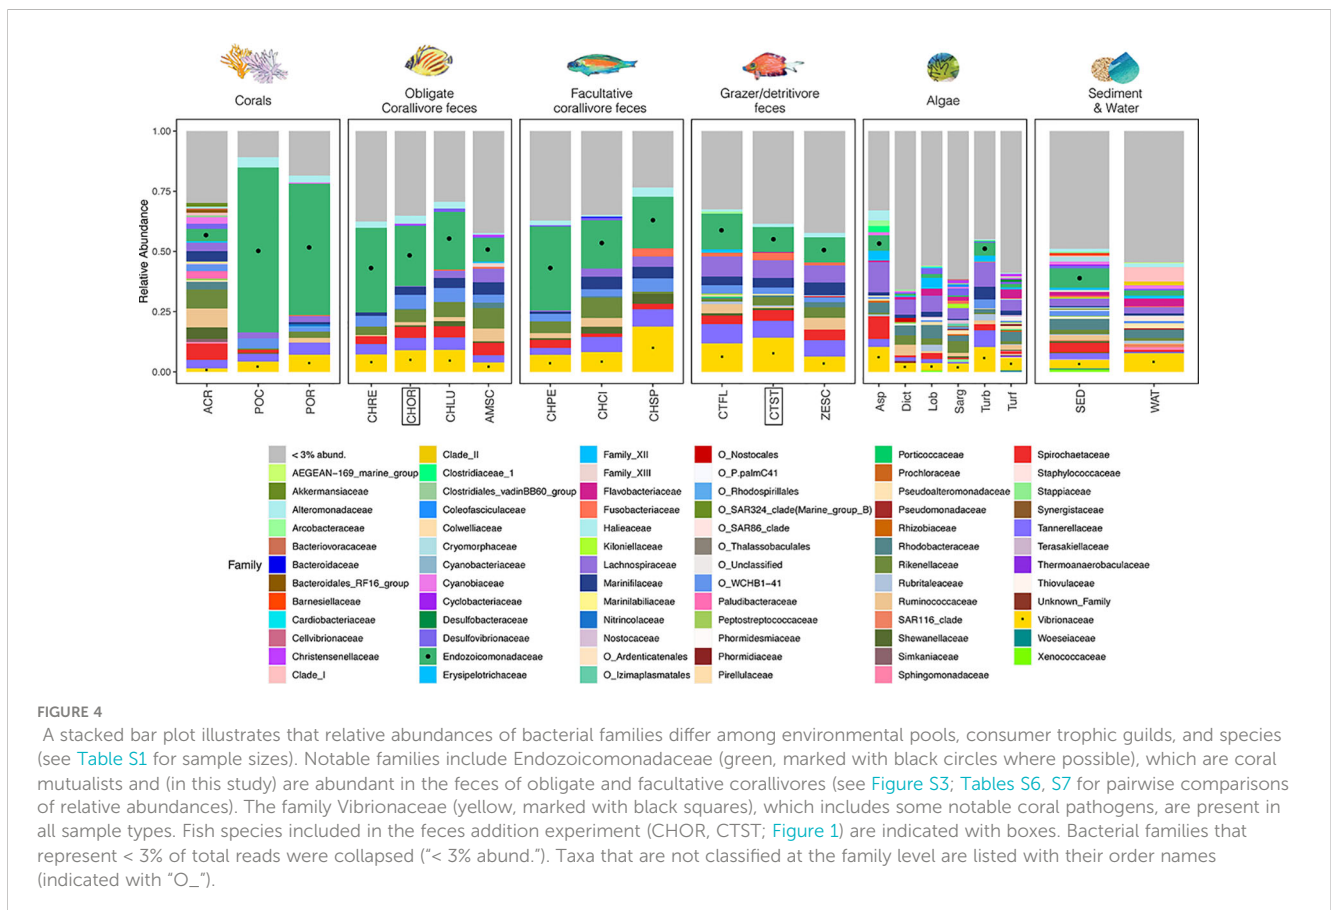 Corals
Obligate
Corallivore feces
Facultative
corallivore feces
Grazer/detritivore
feces
Algae
Sediment
& Water
Relative Abundance
1.00
0.75
0.50
0.25
0.00
ACR POC POR CHRE CHOR CHLU AMSC CHPE CHCI CHSP CTFL CTST ZESC Asp Dict Lob Sarg Turb Turf SED WAT
Family
< 3% abund.
AEGEAN-169_marine_group
Akkermansiaceae
Alteromonadaceae
Arcobacteraceae
Bacteriovoracaceae
Bacteroidaceae
Bacteroidales_RF16_group
Barnesiellaceae
Cardiobacteriaceae
Cellvibrionaceae
Christensenellaceae
Clade_I
Clade_II
Clostridiaceae_1
Clostridiales_vadinBB60_group
Coleofasciculaceae
Colwelliaceae
Cryomorphaceae
Cyanobacteriaceae
Cyanobiaceae
Cyclobacteriaceae
Desulfobacteraceae
Desulfovibrionaceae
Endozoicomonadaceae
Erysipelotrichaceae
Family_XII
Family_XIII
Flavobacteriaceae
Fusobacteriaceae
Halieaceae
Kiloniellaceae
Lachnospiraceae
Marinifilaceae
Marinilabiliaceae
Nitrincolaceae
Nostocaceae
O_Ardenticatenales
O_Izimaplasmatales
O_Nostocales
O_P.palmC41
O_Rhodospirillales
O_SAR324_clade(Marine_group_B)
O_SAR86_clade
O_Thalassobaculales
O_Unclassified
O_WCHB1-41
Paludibacteraceae
Peptostreptococcaceae
Phormidesmiaceae
Phormidiaceae
Pirellulaceae
Porticoccaceae
Prochloraceae
Pseudoalteromonadaceae
Pseudomonadaceae
Rhizobiaceae
Rhodobacteraceae
Rikenellaceae
Rubritaleaceae
Ruminococcaceae
SAR116_clade
Shewanellaceae
Simkaniaceae
Sphingomonadaceae
Spirochaetaceae
Staphylococcaceae
Stappiaceae
Synergistaceae
Tannerellaceae
Terasakiellaceae
Thermoanaerobaculaceae
Thiovulaceae
Unknown_Family
Vibrionaceae
Woeseiaceae
Xenococcaceae
FIGURE 4
A stacked bar plot illustrates that relative abundances of bacterial families differ among environmental pools, consumer trophic guilds, and species
(see Table S1 for sample sizes). Notable families include Endozoicomonadaceae (green, marked with black circles where possible), which are coral
mutualists and (in this study) are abundant in the feces of obligate and facultative corallivores (see Figure S3; Tables S6, S7 for pairwise comparisons
of relative abundances). The family Vibrionaceae (yellow, marked with black squares), which includes some notable coral pathogens, are present in
all sample types. Fish species included in the feces addition experiment (CHOR, CTST; Figure 1) are indicated with boxes. Bacterial families that
represent < 3% of total reads were collapsed (“< 3% abund.”). Taxa that are not classified at the family level are listed with their order names
(indicated with “O_”).